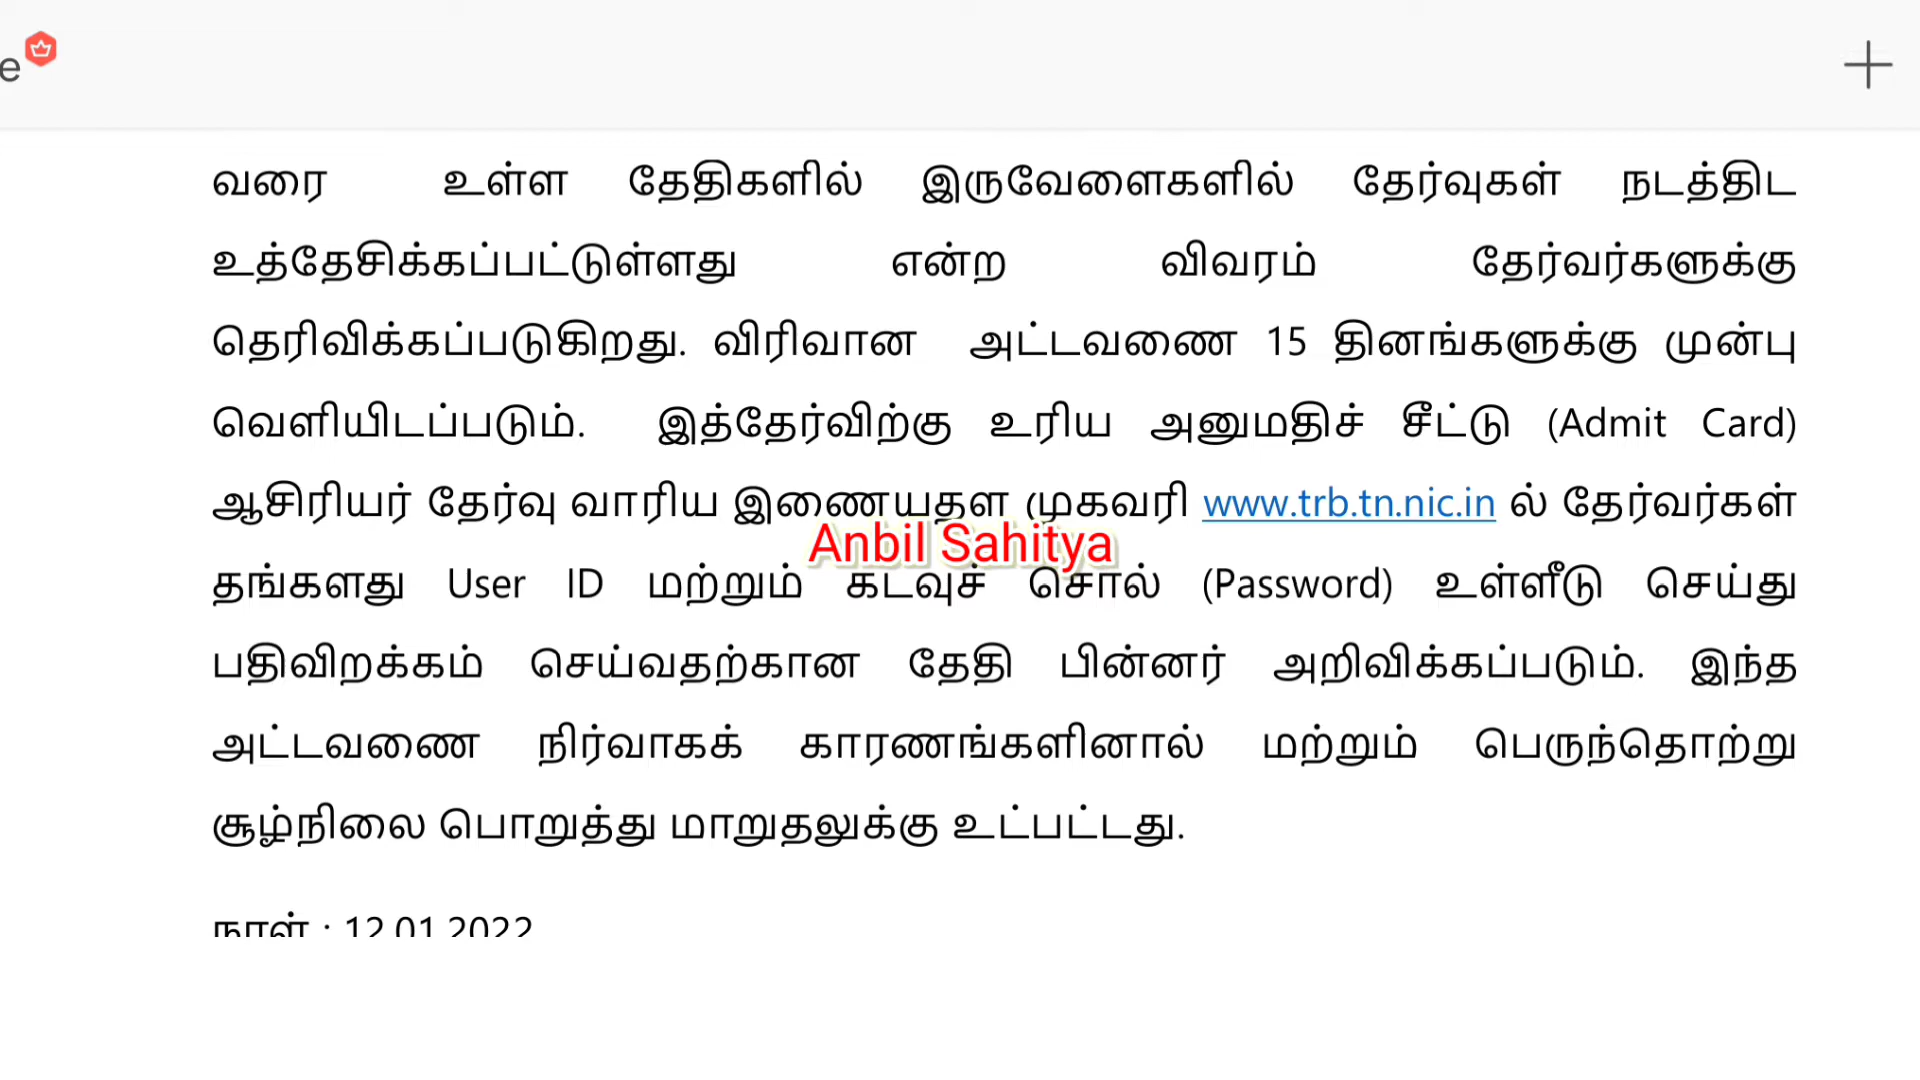 e
வரை உள்ள தேதிகளில் இருவேளைகளில் தேர்வுகள் நடத்திட
உத்தேசிக்கப்பட்டுள்ளது என்ற விவரம் தேர்வர்களுக்கு
தெரிவிக்கப்படுகிறது. விரிவான அட்டவணை 15 தினங்களுக்கு முன்பு
வெளியிடப்படும். இத்தேர்விற்கு உரிய அனுமதிச் சீட்டு (Admit Card)
ஆசிரியர் தேர்வு வாரிய இணையதள முகவரி www.trb.tn.nic.in ல் தேர்வர்கள்
Anbil Sahitya
தங்களது User ID மற்றும் கடவுச் சொல் (Password) உள்ளீடு செய்து
பதிவிறக்கம் செய்வதற்கான தேதி பின்னர் அறிவிக்கப்படும். இந்த
அட்டவணை நிர்வாகக் காரணங்களினால் மற்றும் பெருந்தொற்று
சூழ்நிலை பொறுத்து மாறுதலுக்கு உட்பட்டது.
நாள் : 12.01.2022